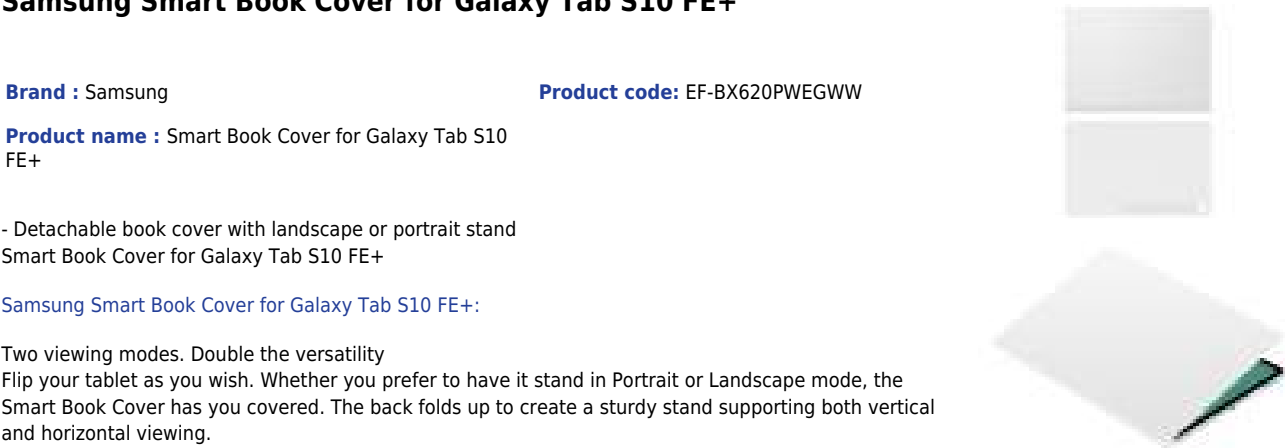 Samsung Smart Book Cover for Galaxy Tab S10 FE+
Brand : Samsung
Product code: EF-BX620PWEGWW
Product name : Smart Book Cover for Galaxy Tab S10
FE+
- Detachable book cover with landscape or portrait stand
Smart Book Cover for Galaxy Tab S10 FE+
Samsung Smart Book Cover for Galaxy Tab S10 FE+:
Two viewing modes. Double the versatility
Flip your tablet as you wish. Whether you prefer to have it stand in Portrait or Landscape mode, the
Smart Book Cover has you covered. The back folds up to create a sturdy stand supporting both vertical
and horizontal viewing.